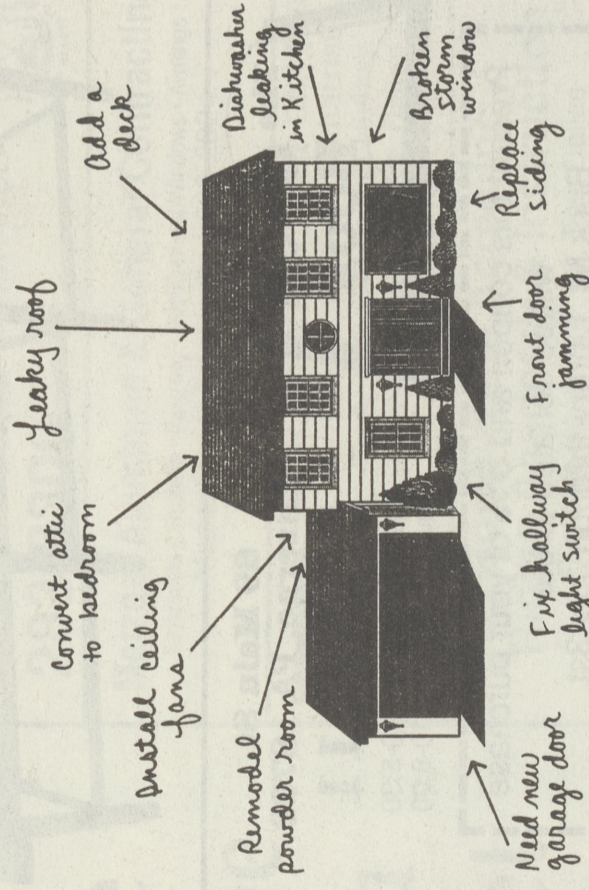 Leaky roof
Convert attic
to bedroom
Add a
deck
Install ceiling
fans
Remodel
powder room
Dishwasher
leaking
in Kitchen
Broken
storm
window
Need new
garage door
Fix hallway
light switch
Front door
jamming
Replace
siding